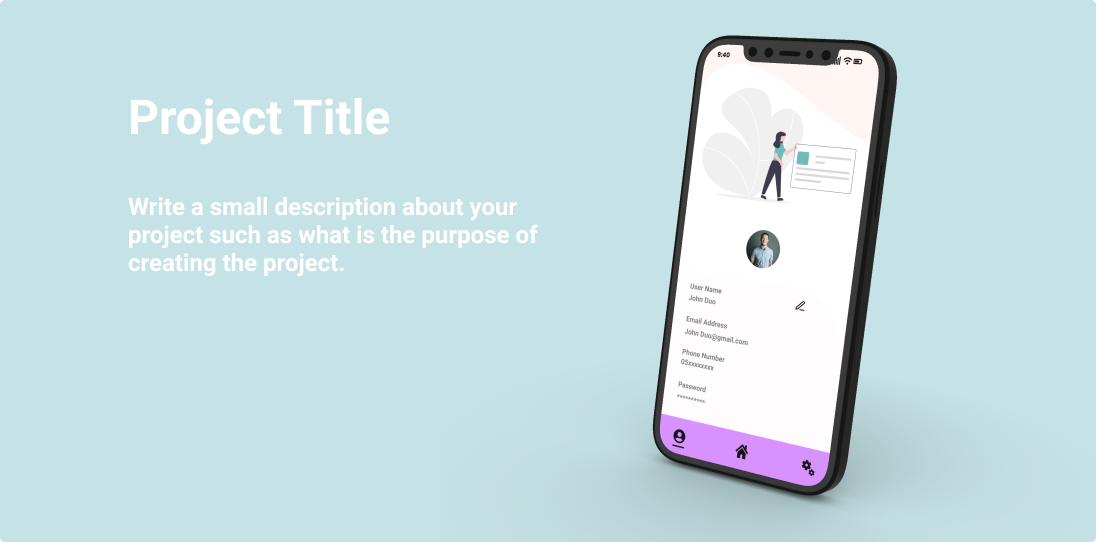 Project Title
Write a small description about your
project such as what is the purpose of
creating the project.
9:40
User Name
John Duo
Email Address
John Duo@gmail.com
Phone Number
05xxxxxxxx
Password
**********